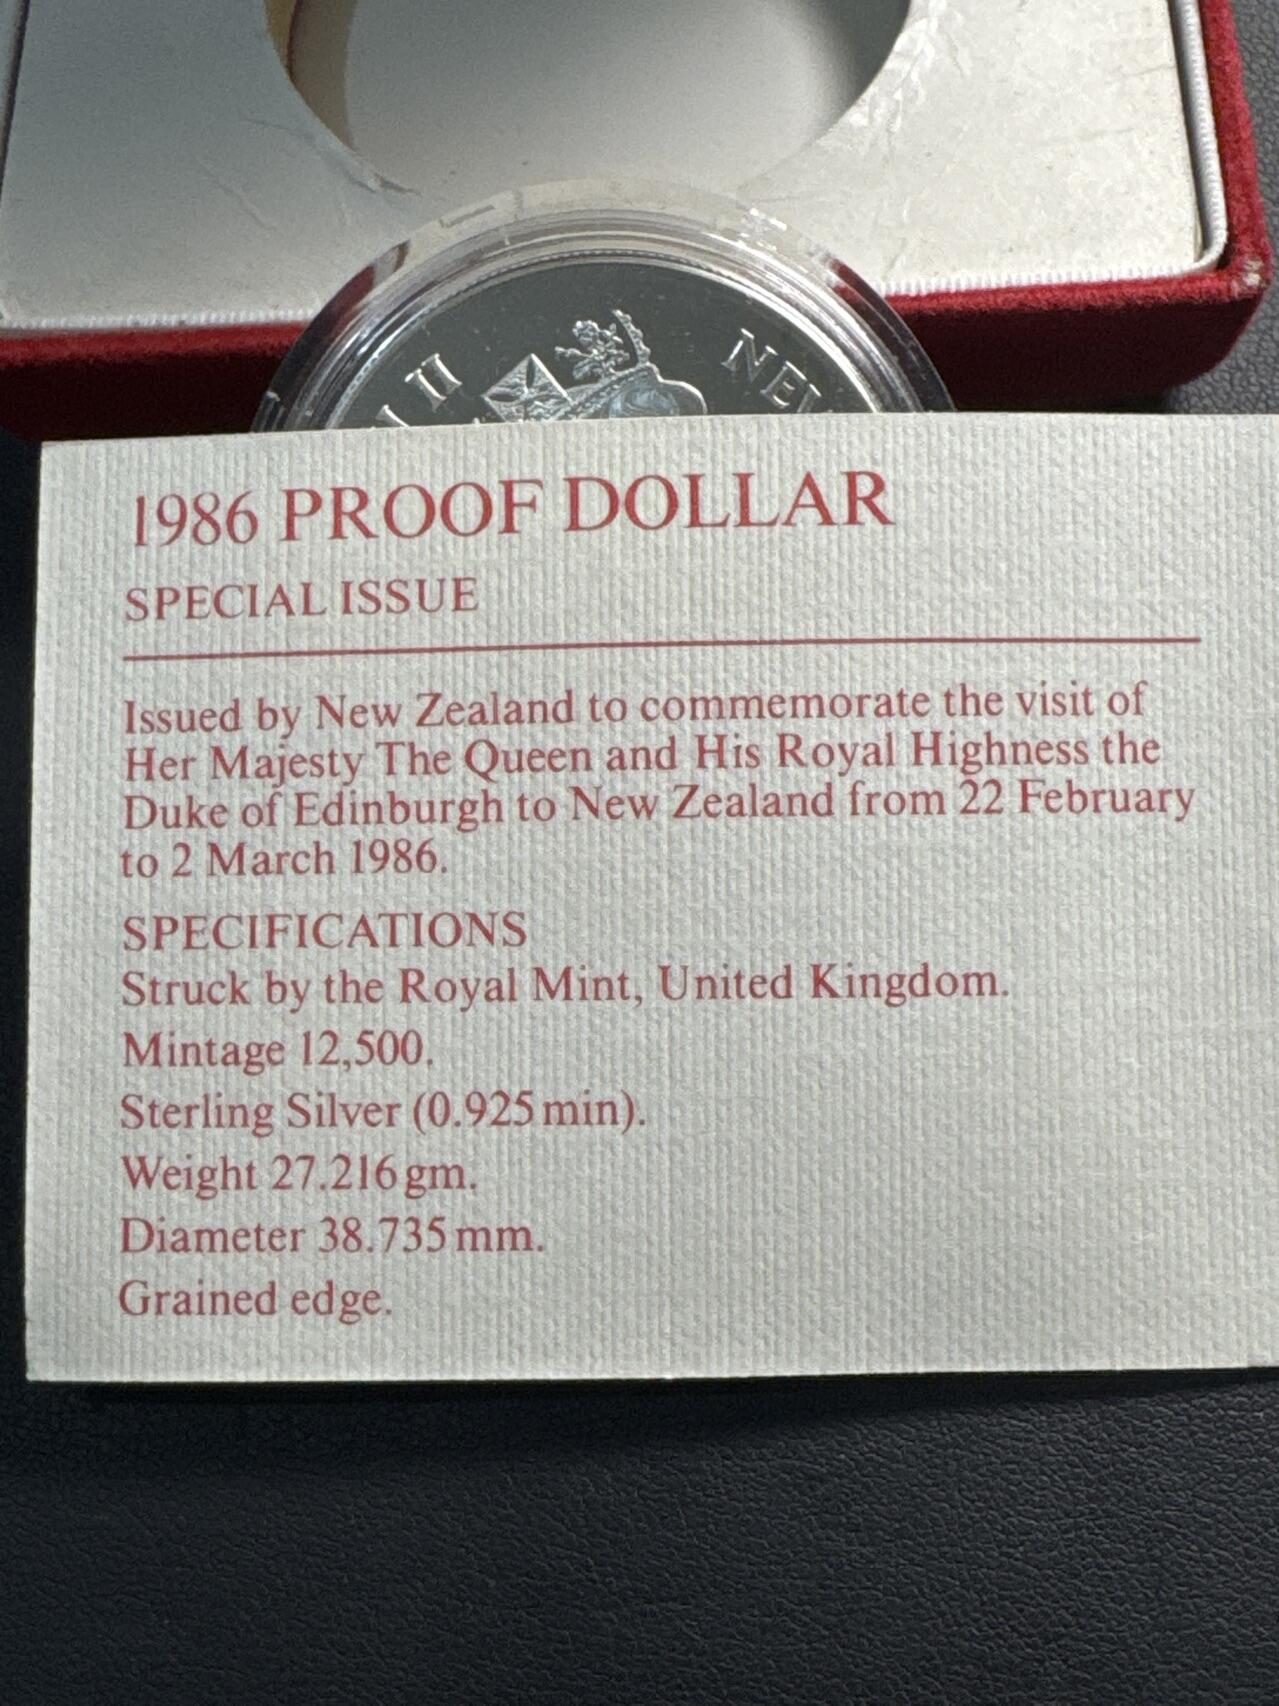 II
NEW
1986 PROOF DOLLAR
SPECIAL ISSUE
Issued by New Zealand to commemorate the visit of
Her Majesty The Queen and His Royal Highness the
Duke of Edinburgh to New Zealand from 22 February
to 2 March 1986.
SPECIFICATIONS
Struck by the Royal Mint, United Kingdom.
Mintage 12,500.
Sterling Silver (0.925 min).
Weight 27.216 gm.
Diameter 38.735 mm.
Grained edge.